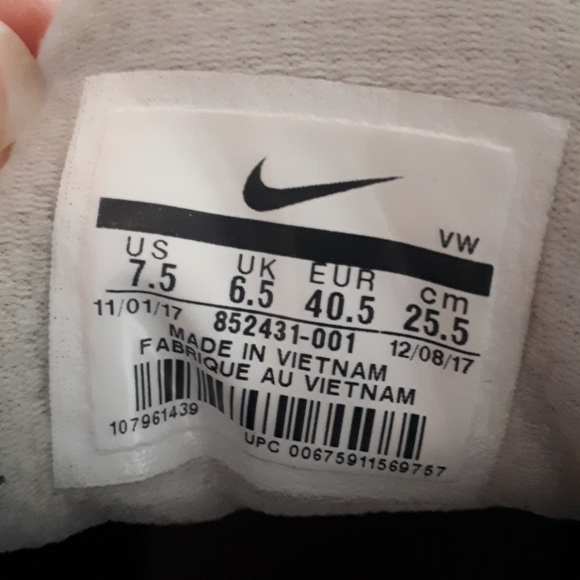 VW
US UK EUR cm
7.5 6.5 40.5 25.5
11/01/17 852431-001 12/08/17
MADE IN VIETNAM
FABRIQUE AU VIETNAM
107961439
UPC 00675911569757